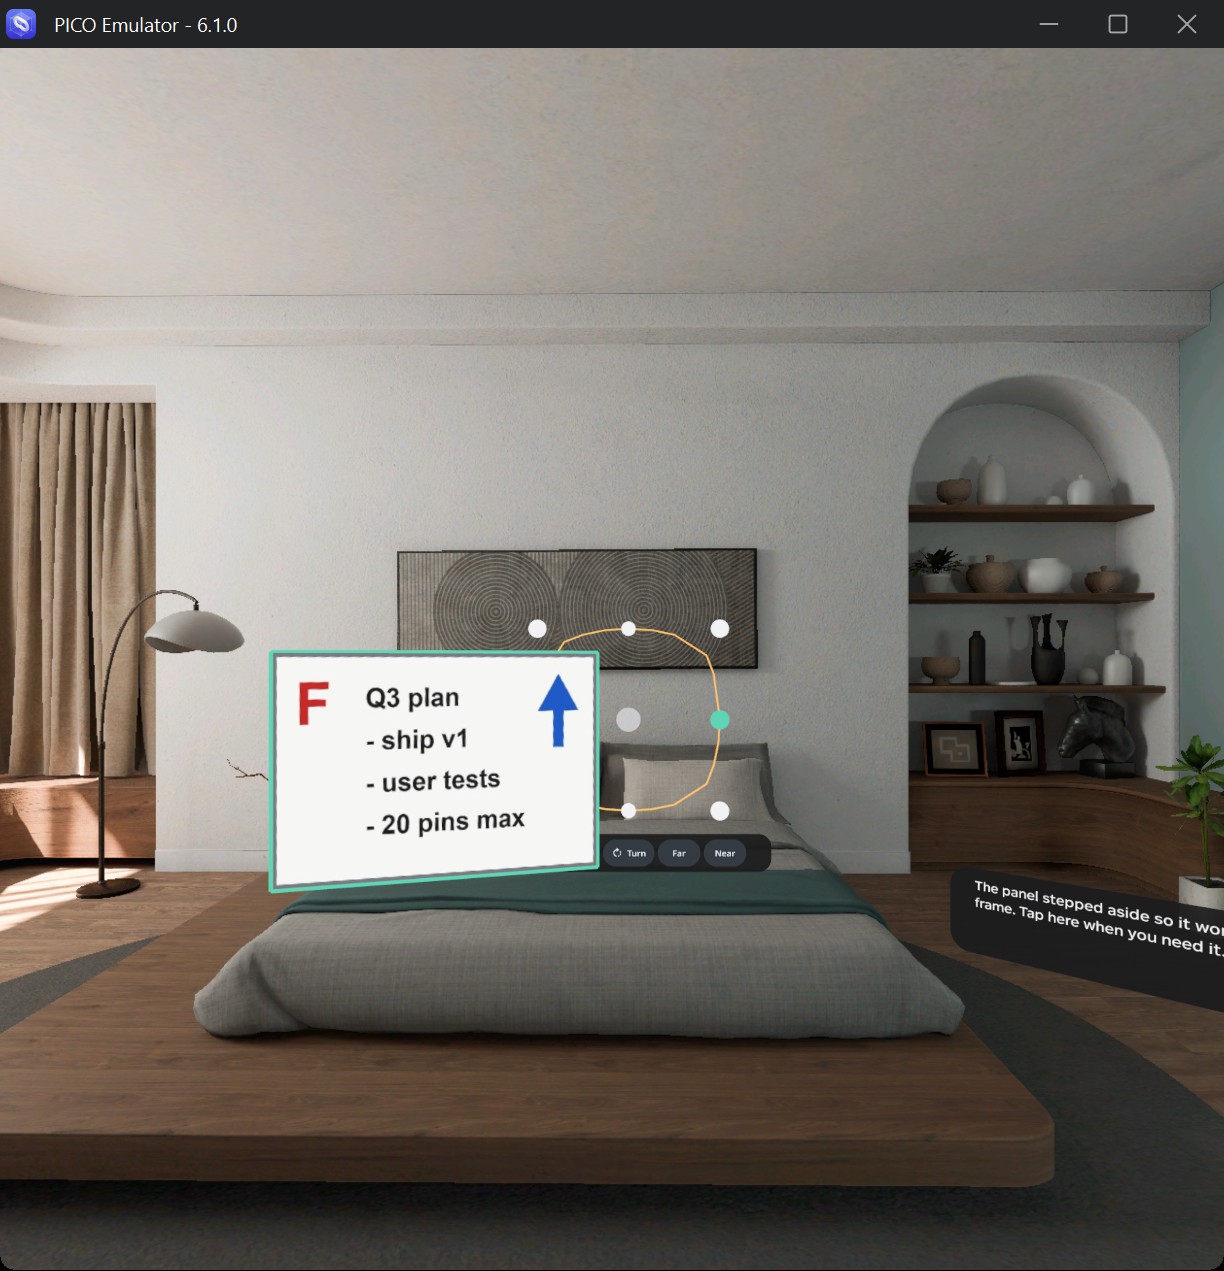 PICO Emulator - 6.1.0
F
Q3 plan
- ship v1
- user tests
- 20 pins max
Turn
Far
Near
The panel stepped aside so it
frame. Tap here when you need it.